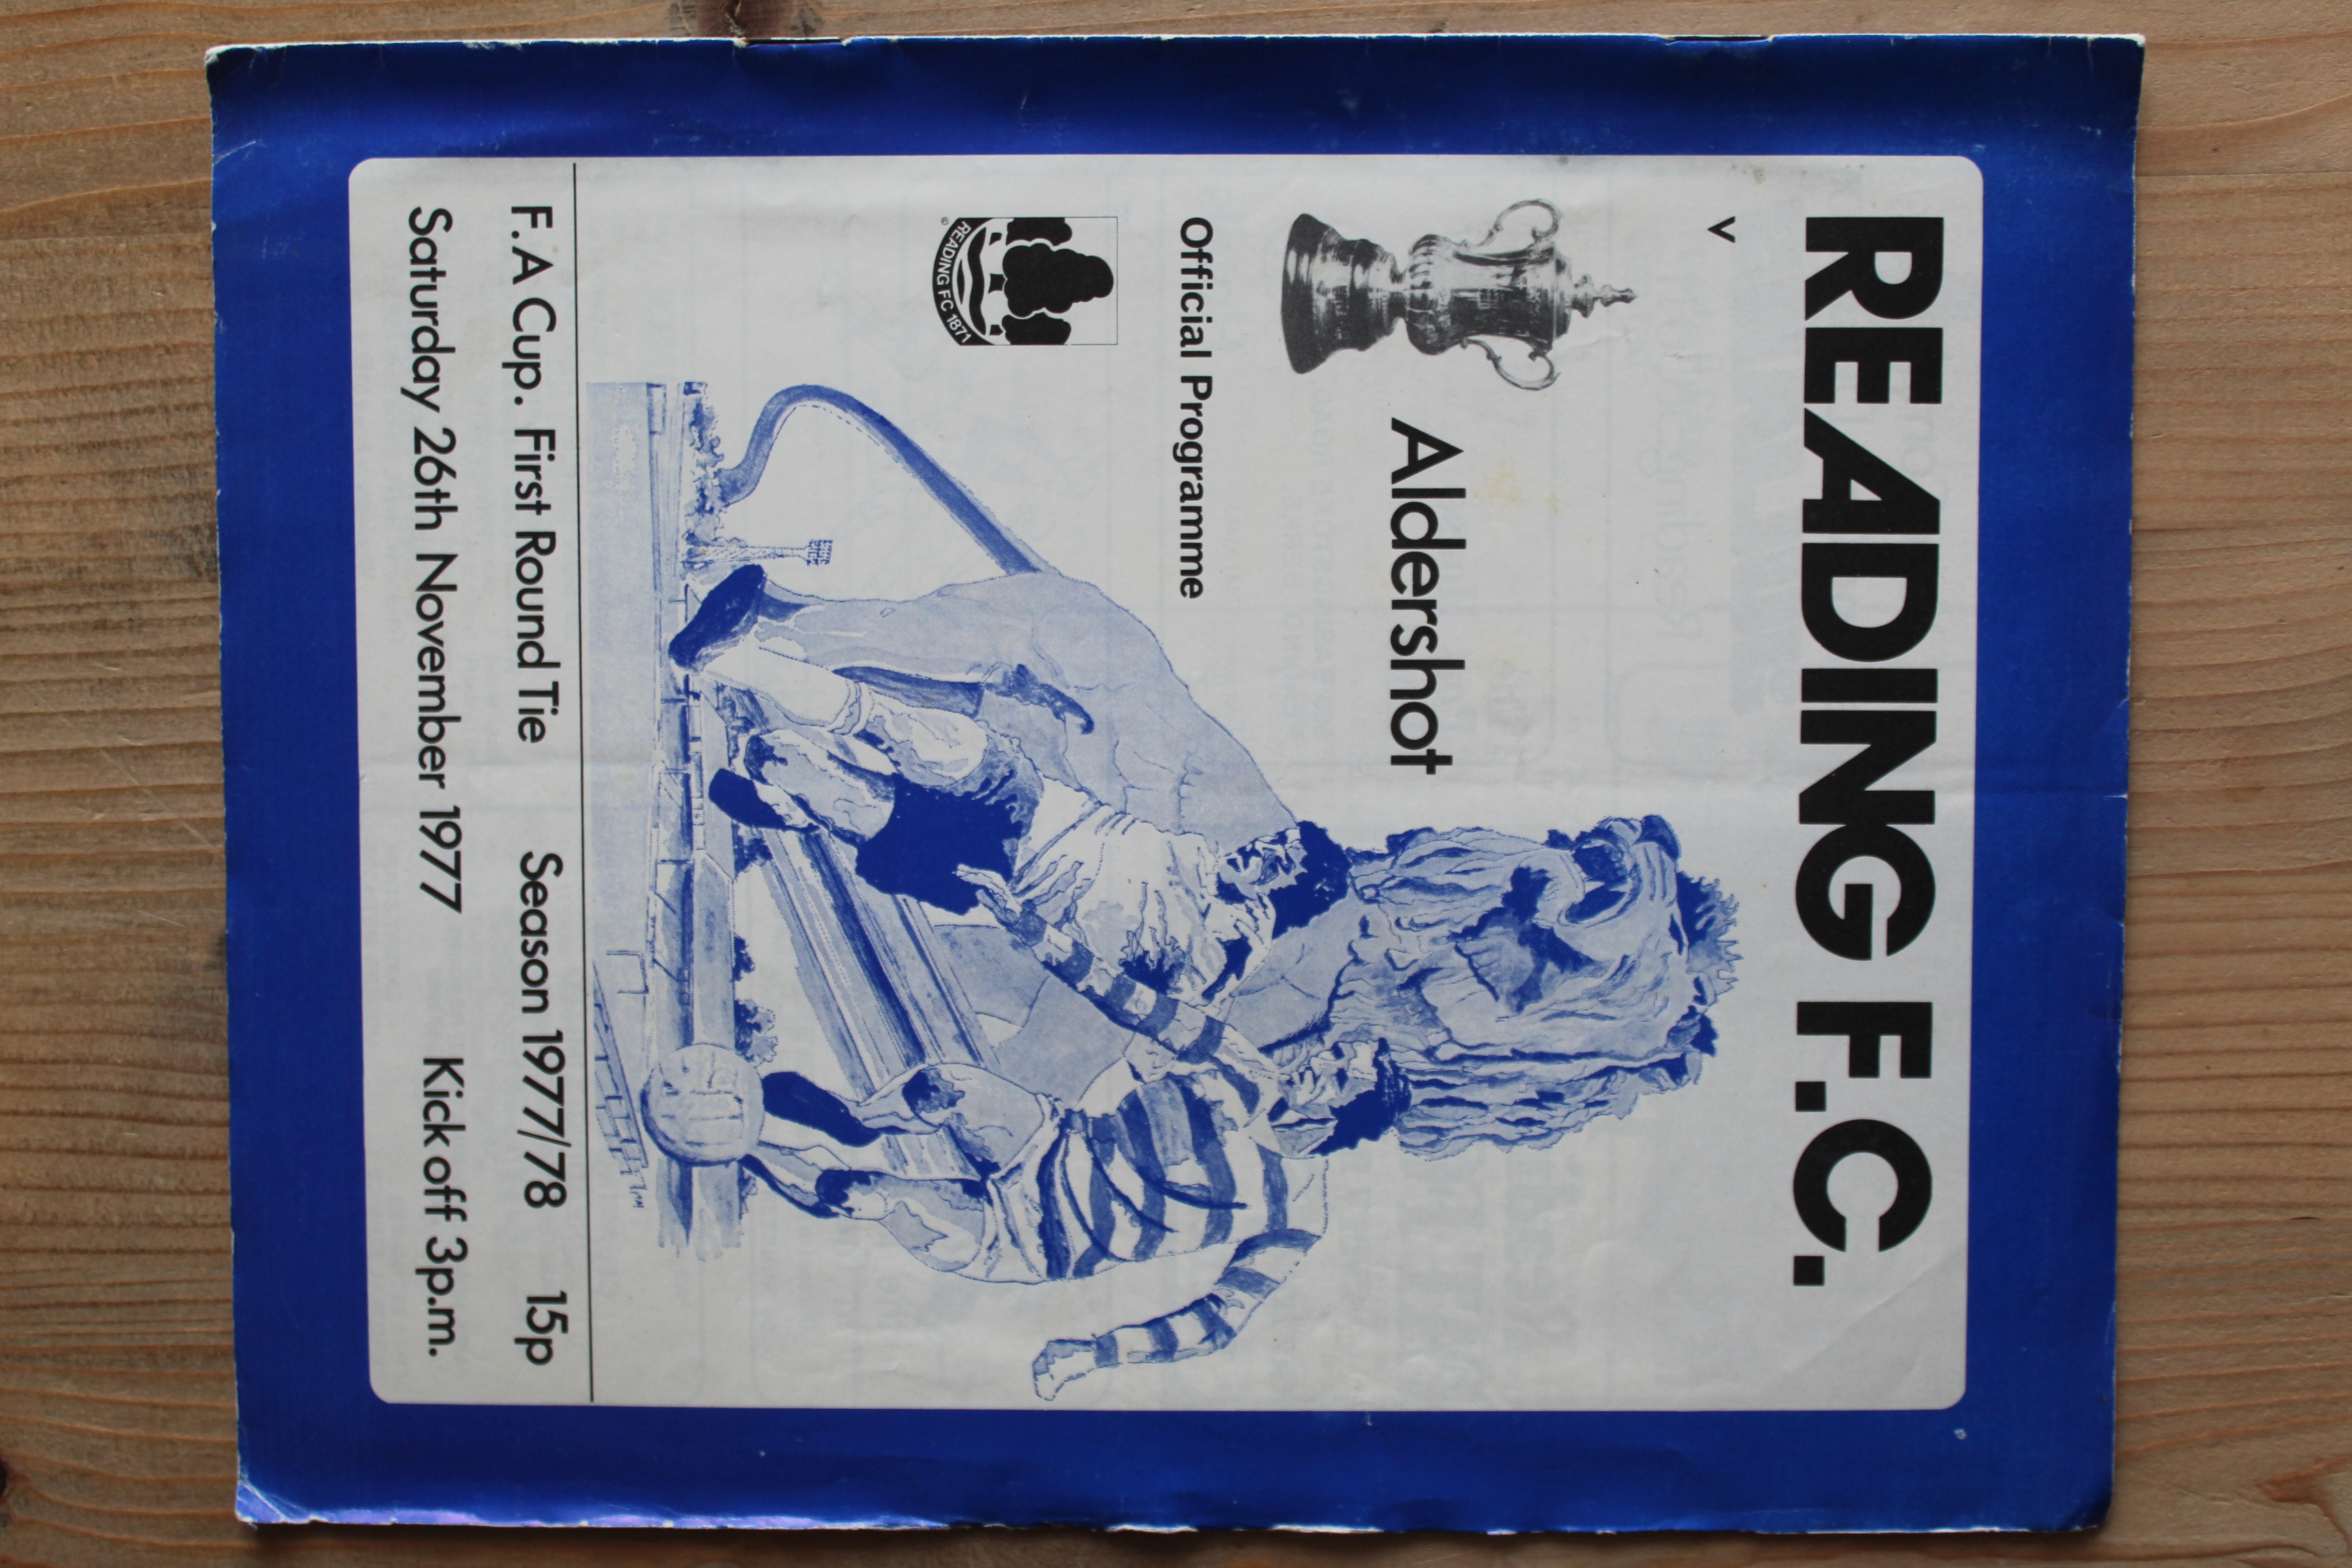 READING F.C.
v
Aldershot
Official Programme
READING FC 1871
©
F.A Cup. First Round Tie Season 1977/78 15p
Saturday 26th November 1977 Kick off 3p.m.